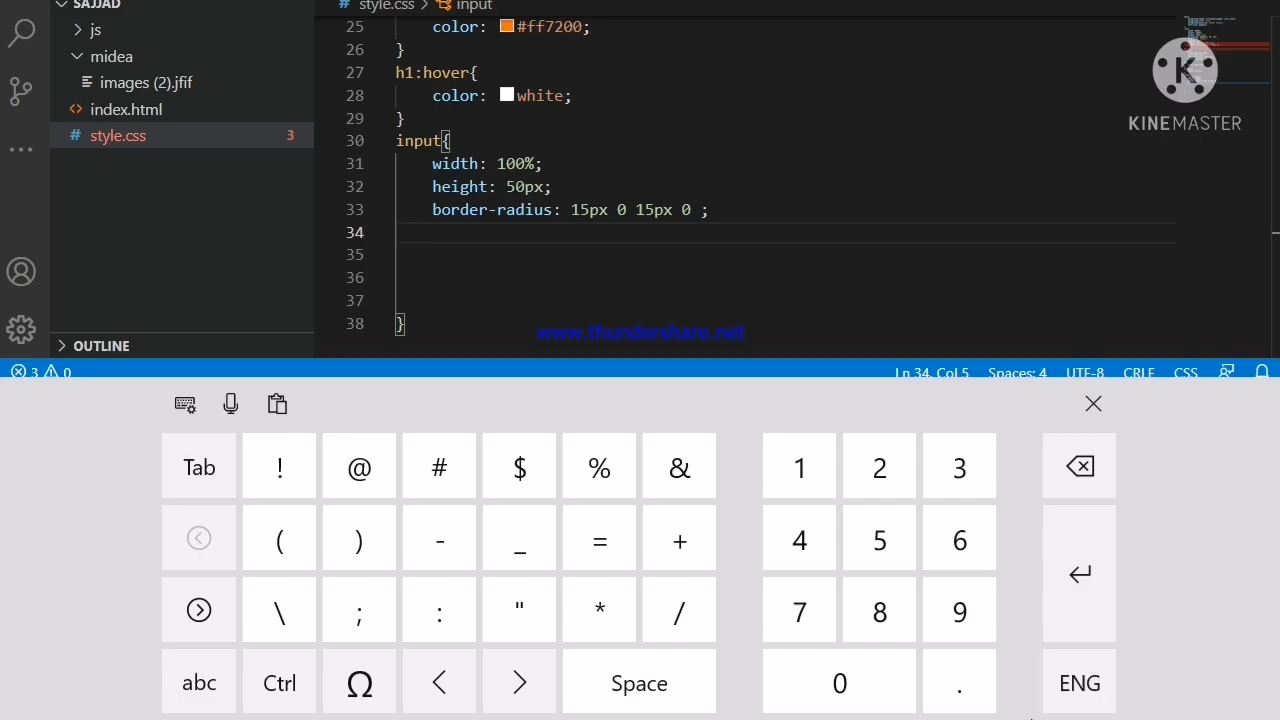 SAJJAD
js
midea
images (2).jfif
index.html
style.css 3
OUTLINE
style.css input
25 color: #ff7200;
26 }
27 h1:hover{
28 color: white;
29 }
30 input{
31 width: 100%;
32 height: 50px;
33 border-radius: 15px 0 15px 0 ;
34
35
36
37
38 }
KINEMASTER
www.thundershare.net
3 0 Ln 34, Col 5 Spaces: 4 UTF-8 CRLF CSS
Tab ! @ # $ % & 1 2 3
( ) - _ = + 4 5 6
\ ; : " * / 7 8 9
abc Ctrl Ω < > Space 0 . ENG